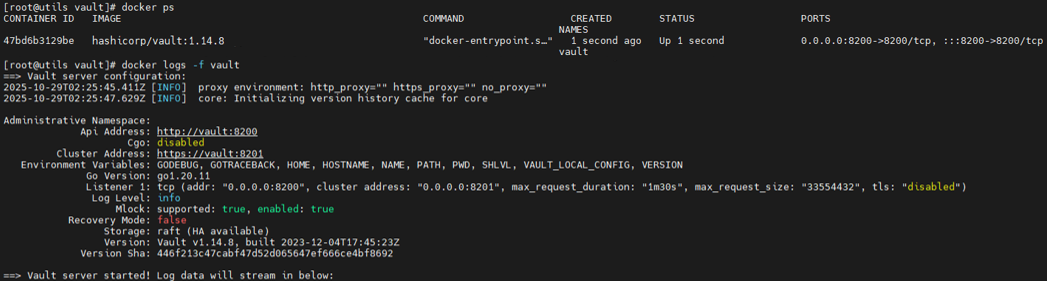 [root@utils vault]# docker ps
CONTAINER ID   IMAGE                                              COMMAND                  CREATED        STATUS         PORTS
NAMES
47bd6b3129be   hashicorp/vault:1.14.8                             "docker-entrypoint.s…"   1 second ago   Up 1 second    0.0.0.0:8200->8200/tcp, :::8200->8200/tcp
vault
[root@utils vault]# docker logs -f vault
==> Vault server configuration:
2025-10-29T02:25:45.411Z [INFO]  proxy environment: http_proxy="" https_proxy="" no_proxy=""
2025-10-29T02:25:47.629Z [INFO]  core: Initializing version history cache for core
Administrative Namespace:
Api Address: http://vault:8200
Cgo: disabled
Cluster Address: https://vault:8201
Environment Variables: GODEBUG, GOTRACEBACK, HOME, HOSTNAME, NAME, PATH, PWD, SHLVL, VAULT_LOCAL_CONFIG, VERSION
Go Version: go1.20.11
Listener 1: tcp (addr: "0.0.0.0:8200", cluster address: "0.0.0.0:8201", max_request_duration: "1m30s", max_request_size: "33554432", tls: "disabled")
Log Level: info
Mlock: supported: true, enabled: true
Recovery Mode: false
Storage: raft (HA available)
Version: Vault v1.14.8, built 2023-12-04T17:45:23Z
Version Sha: 446f213c47cabf47d52d065647ef666ce4bf8692
==> Vault server started! Log data will stream in below: